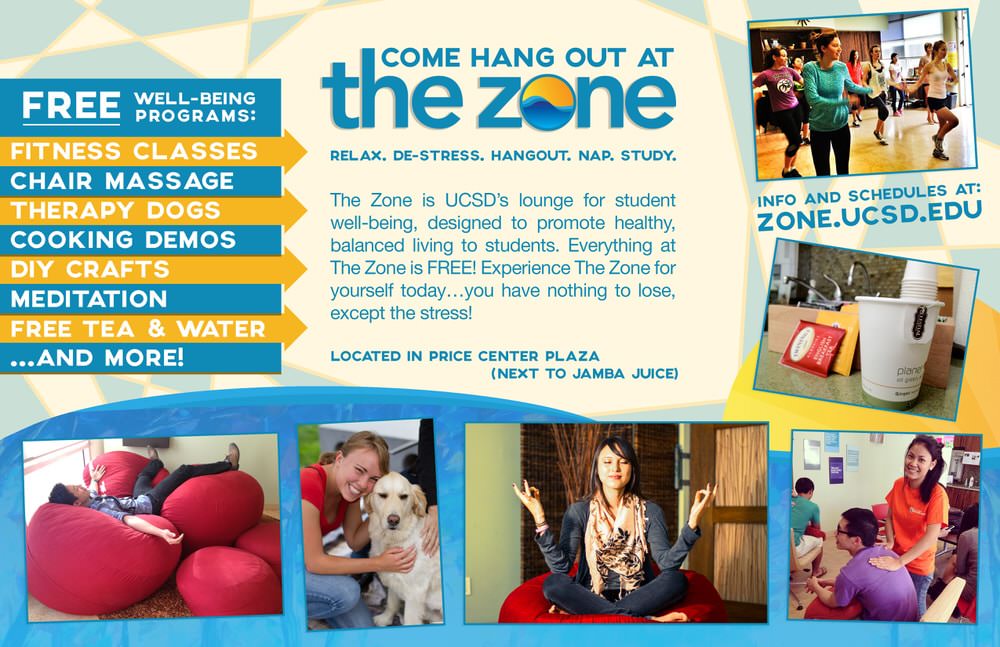 FREE WELL-BEING
PROGRAMS:
FITNESS CLASSES
CHAIR MASSAGE
THERAPY DOGS
COOKING DEMOS
DIY CRAFTS
MEDITATION
FREE TEA & WATER
...AND MORE!
COME HANG OUT AT
the zone
RELAX. DE-STRESS. HANGOUT. NAP. STUDY.
The Zone is UCSD's lounge for student
well-being, designed to promote healthy,
balanced living to students. Everything at
The Zone is FREE! Experience The Zone for
yourself today...you have nothing to lose,
except the stress!
LOCATED IN PRICE CENTER PLAZA
(NEXT TO JAMBA JUICE)
INFO AND SCHEDULES AT:
ZONE.UCSD.EDU
TWININGS
ENGLISH
BREAKFAST